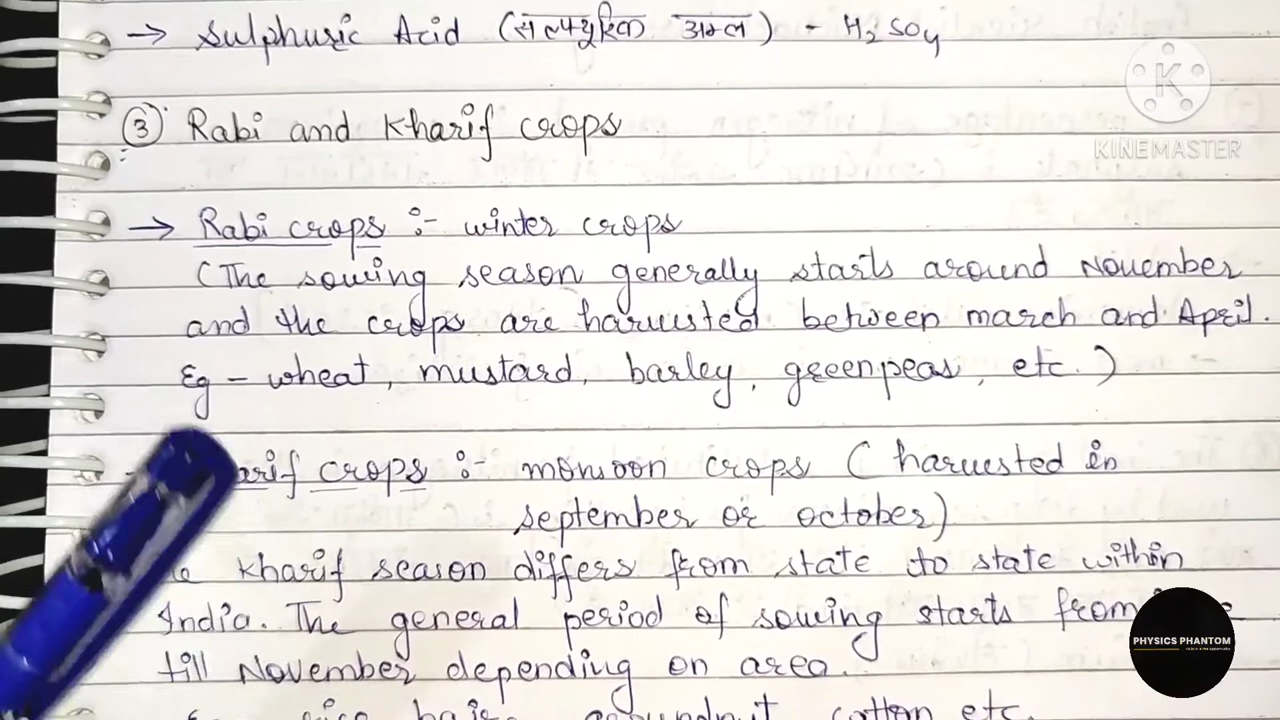 → Sulphuric Acid (सल्फ्यूरिक अम्ल) - H₂SO₄
③ Rabi and Kharif crops
→ Rabi crops :- winter crops
(The sowing season generally starts around November
and the crops are harvested between march and April.
Eg - wheat, mustard, barley, greenpeas, etc.)
crops :- monsoon crops (harvested in
September or october)
Kharif season differs from state to state within
India. The general period of sowing starts from
till November depending on area.
cotton etc.
K
KINEMASTER
PHYSICS PHANTOM